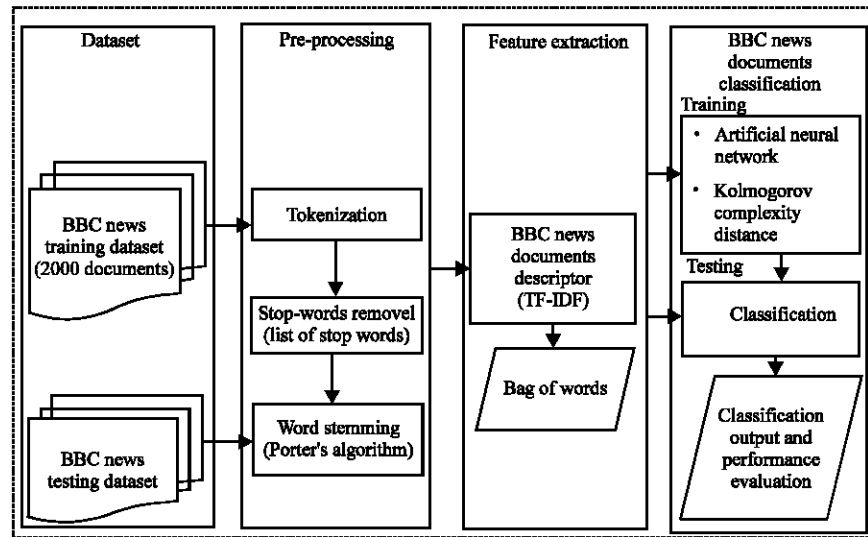 Dataset
BBC news
training dataset
(2000 documents)
BBC news
testing dataset
Pre-processing
Tokenization
Stop-words removel
(list of stop words)
Word stemming
(Porter's algorithm)
Feature extraction
BBC news
documents
descriptor
(TF-IDF)
Bag of words
BBC news
documents
classification
Training
• Artificial neural
network
• Kolmogorov
complexity
distance
Testing
Classification
Classification
output and
performance
evaluation